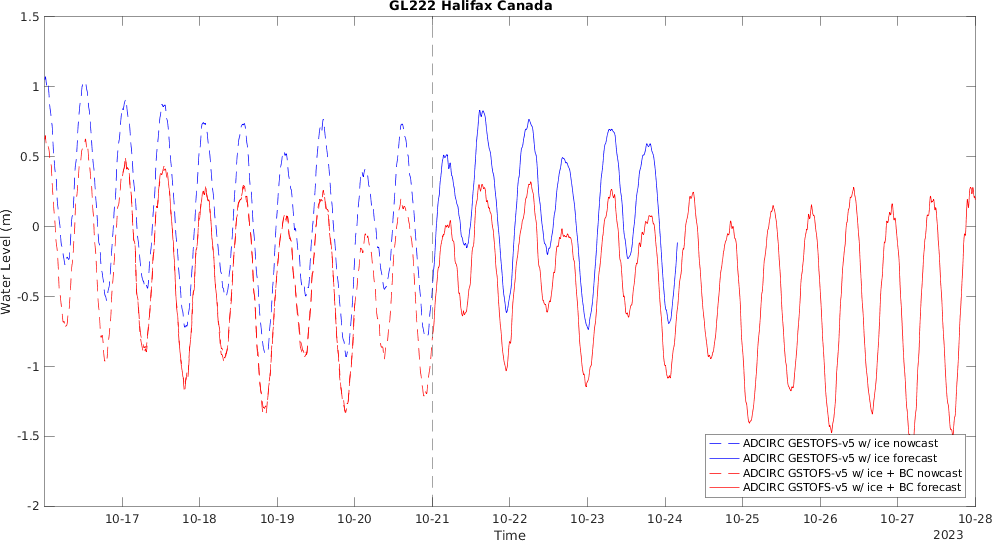 GL222 Halifax Canada
1.5
1
0.5
0
-0.5
-1
-1.5
-2
Water Level (m)
10-17 10-18 10-19 10-20 10-21 10-22 10-23 10-24 10-25 10-26 10-27 10-28
Time
2023
ADCIRC GESTOFS-v5 w/ ice nowcast
ADCIRC GESTOFS-v5 w/ ice forecast
ADCIRC GSTOFS-v5 w/ ice + BC nowcast
ADCIRC GSTOFS-v5 w/ ice + BC forecast